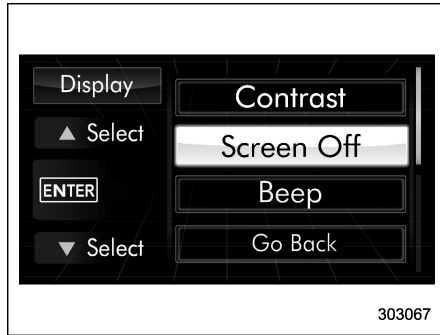 Display
▲ Select
ENTER
▼ Select
Contrast
Screen Off
Beep
Go Back
303067